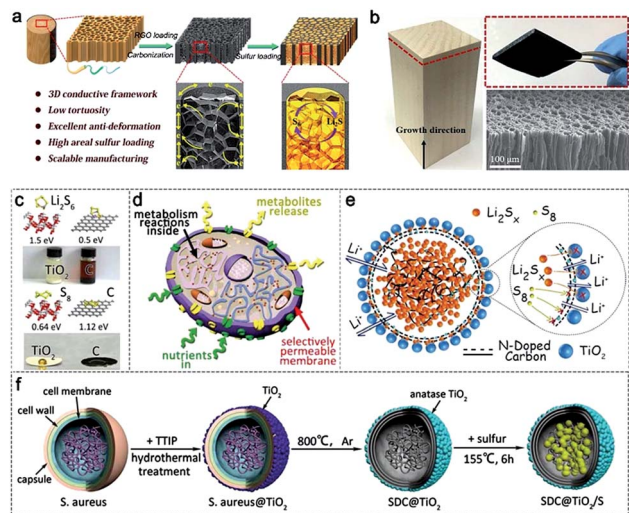 a
RGO loading
Carbonization
Sulfur loading
• 3D conductive framework
• Low tortuosity
• Excellent anti-deformation
• High areal sulfur loading
• Scalable manufacturing
S8
Li2S
b
Growth direction
100 μm
c
Li2S6
1.5 eV
0.5 eV
TiO2
C
S8
C
0.64 eV
1.12 eV
TiO2
C
d
metabolism
reactions
inside
metabolites
release
nutrients
in
selectively
permeable
membrane
e
Li2Sx
S8
Li+
Li+
Li2Sx
S8
Li+
Li+
Li+
N-Doped
Carbon
TiO2
f
cell membrane
cell wall
capsule
S. aureus
+ TTIP
hydrothermal
treatment
TiO2
S. aureus@TiO2
800℃, Ar
anatase TiO2
SDC@TiO2
+ sulfur
155℃, 6h
SDC@TiO2/S